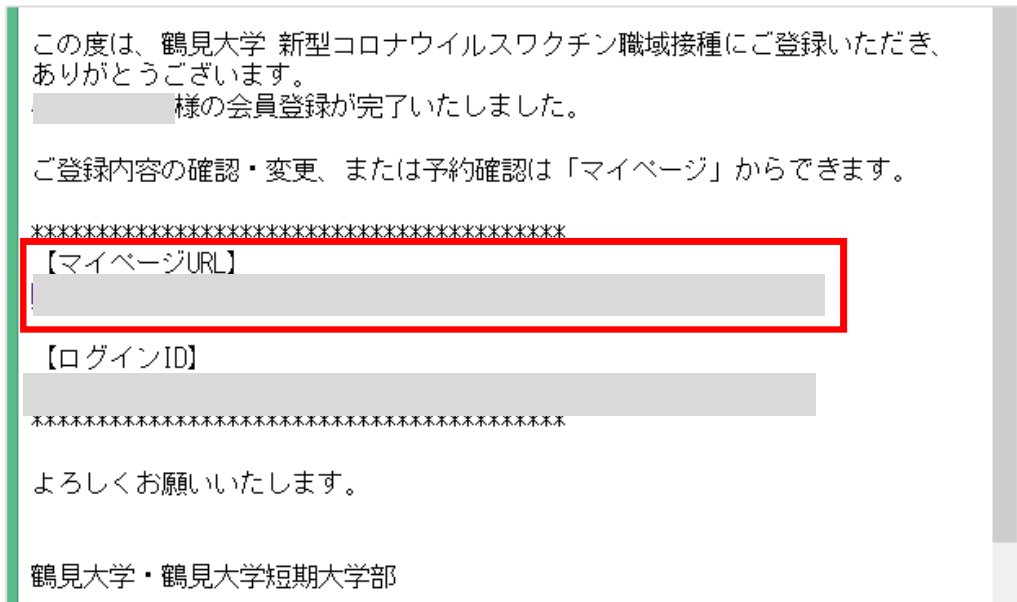 この度は、鶴見大学 新型コロナウイルスワクチン職域接種にご登録いただき、
ありがとうございます。
様の会員登録が完了いたしました。
ご登録内容の確認・変更、または予約確認は「マイページ」からできます。
*****************************************
【マイページURL】
【ログインID】
*****************************************
よろしくお願いいたします。
鶴見大学・鶴見大学短期大学部